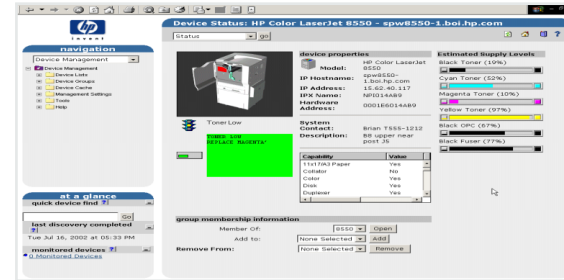 Device Status: HP Color LaserJet 8550 - spw8550-1.boi.hp.com
hp
invent
Status
go
navigation
Device Management
Device Management
Device Lists
Device Groups
Device Cache
Management Settings
Tools
Help
at a glance
quick device find
Go
last discovery completed
Tue Jul 16, 2002 at 05:33 PM
monitored devices
0 Monitored Devices
Toner Low
TONER LOW
REPLACE MAGENTA
device properties
Model: HP Color LaserJet 8550
IP Hostname: spw8550-1.boi.hp.com
IP Address: 15.62.40.117
IPX Name: NPI014AB9
Hardware Address: 0001E6014AB9
System
Contact: Brian T555-1212
Description: B8 upper near post J5
Capability Value
11x17/A3 Paper Yes
Collator No
Color Yes
Disk Yes
Duplexer Yes
Estimated Supply Levels
Black Toner (19%)
Cyan Toner (52%)
Magenta Toner (10%)
Yellow Toner (97%)
Black OPC (67%)
Black Fuser (77%)
group membership information
Member Of: 8550 Open
Add to: None Selected Add
Remove From: None Selected Remove